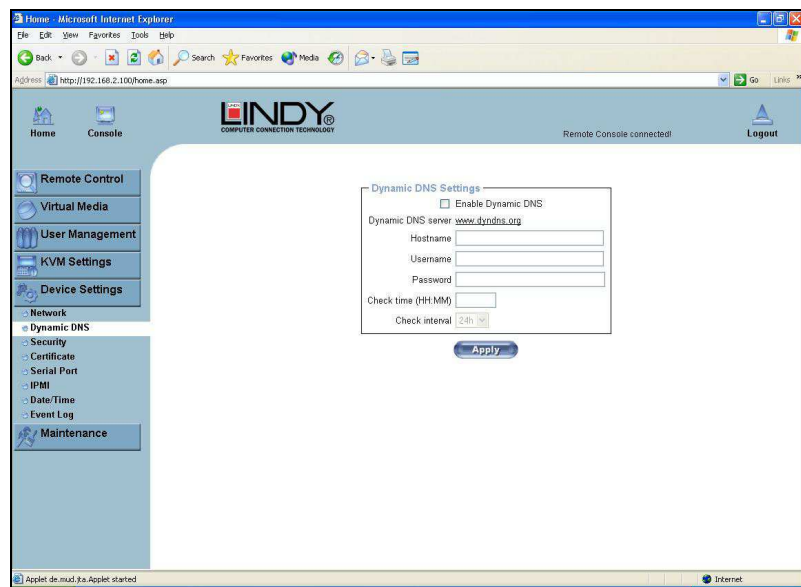 Home - Microsoft Internet Explorer
File Edit View Favorites Tools Help
Back Search Favorites Media
Address http://192.168.2.100/home.asp Go Links »
Home Console
LINDY®
COMPUTER CONNECTION TECHNOLOGY
Remote Console connected!
Logout
Remote Control
Virtual Media
User Management
KVM Settings
Device Settings
Network
Dynamic DNS
Security
Certificate
Serial Port
IPMI
Date/Time
Event Log
Maintenance
Dynamic DNS Settings
Enable Dynamic DNS
Dynamic DNS server www.dyndns.org
Hostname
Username
Password
Check time (HH:MM)
Check interval 24h
Apply
Applet de.mud.jta.Applet started
Internet